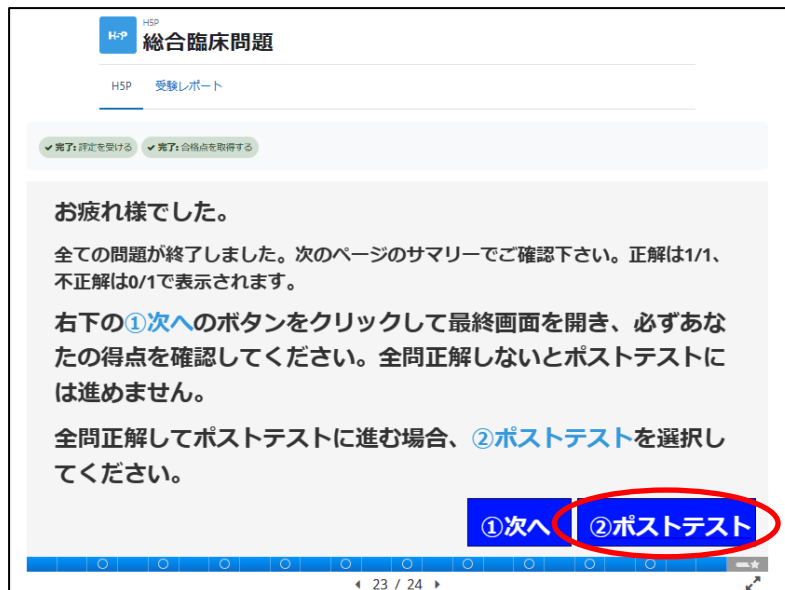 H5P
H-P 総合臨床問題
H5P 受験レポート
✓ 完了: 評定を受ける ✓ 完了: 合格点を取得する
お疲れ様でした。
全ての問題が終了しました。次のページのサマリーでご確認下さい。正解は1/1、
不正解は0/1で表示されます。
右下の①次へのボタンをクリックして最終画面を開き、必ずあな
たの得点を確認してください。全問正解しないとポストテストに
は進めません。
全問正解してポストテストに進む場合、②ポストテストを選択し
てください。
①次へ ②ポストテスト
23 / 24